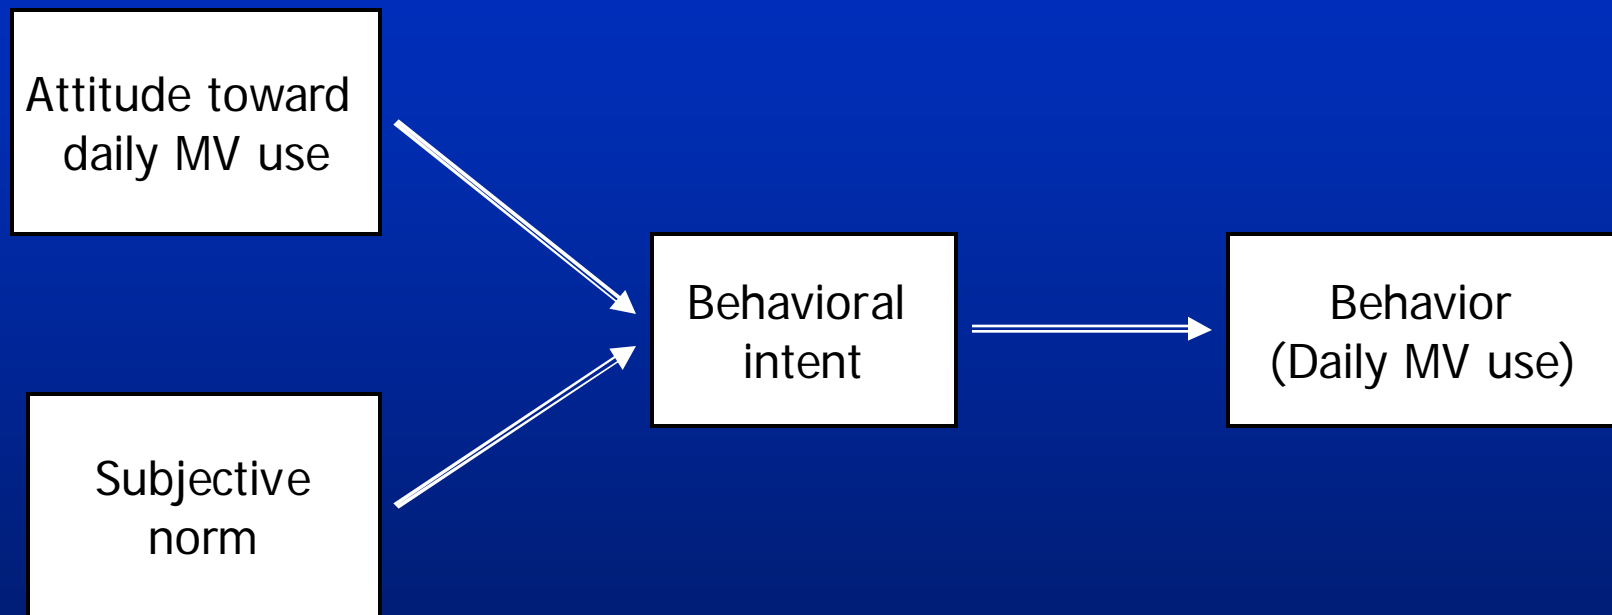 Attitude toward
daily MV use
Subjective
norm
Behavioral
intent
Behavior
(Daily MV use)